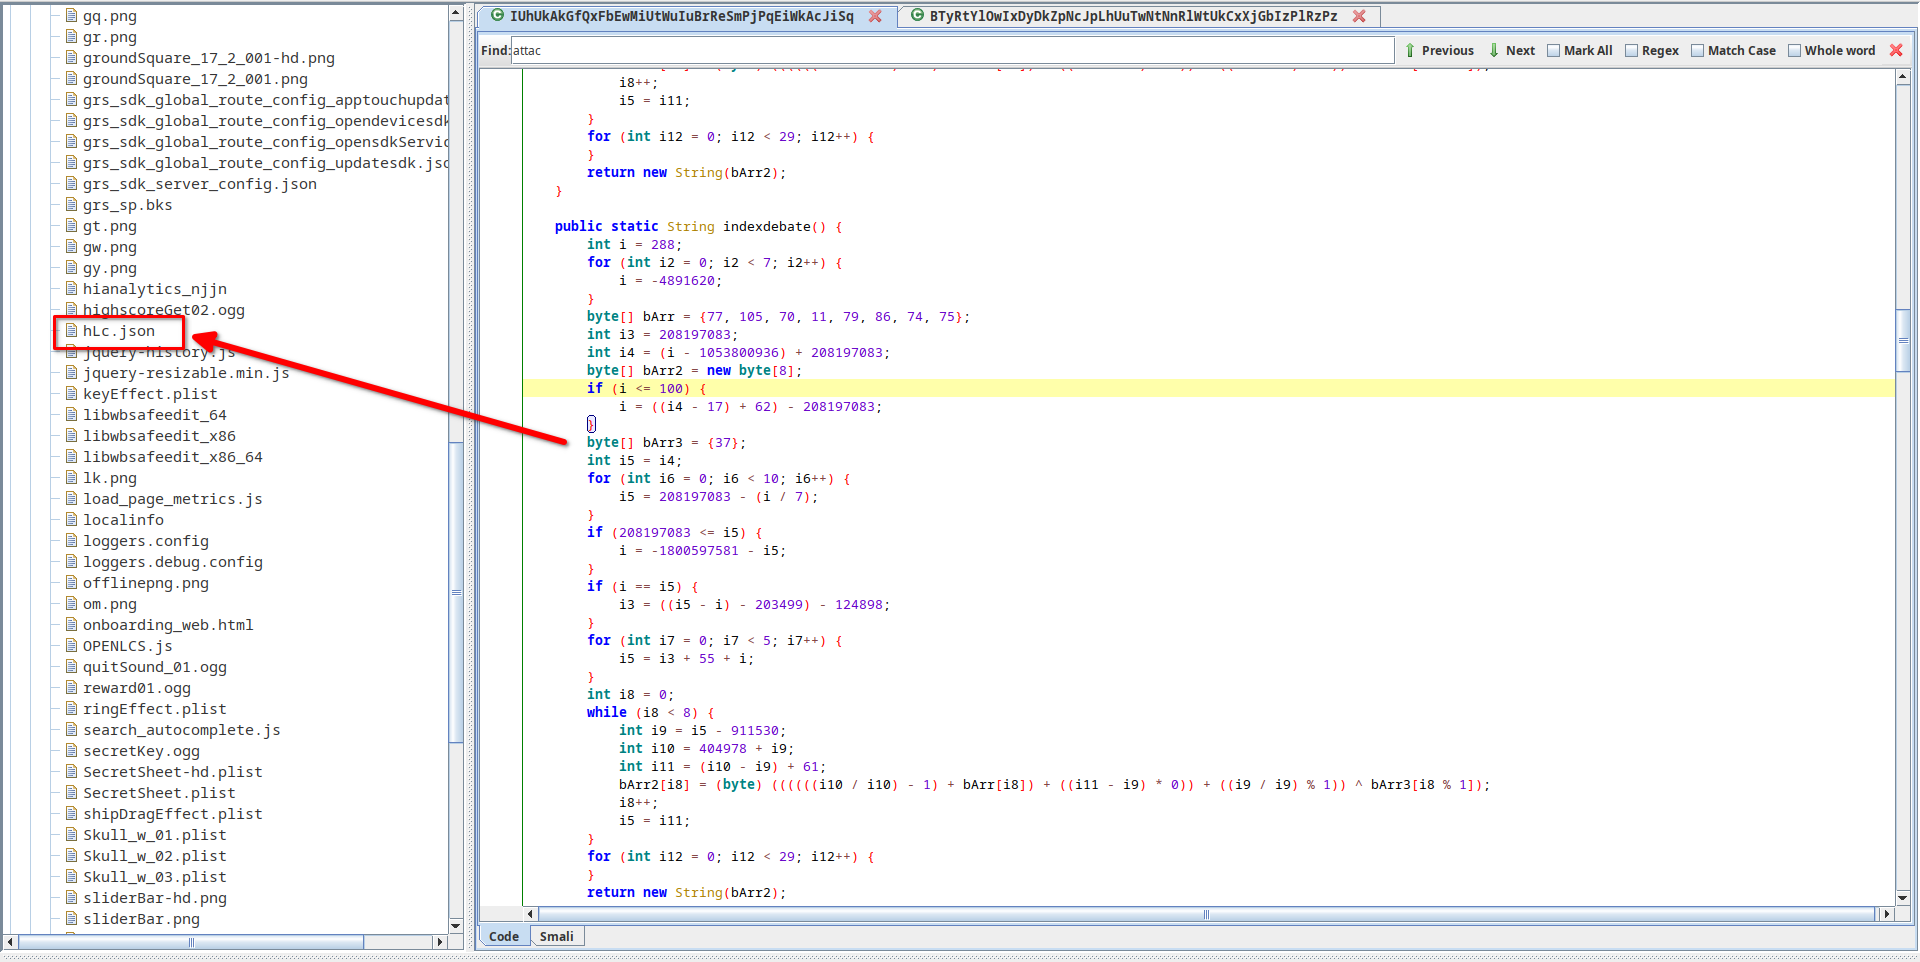 gq.png
gr.png
groundSquare_17_2_001-hd.png
groundSquare_17_2_001.png
grs_sdk_global_route_config_apptouchupdat
grs_sdk_global_route_config_opendevicesdk
grs_sdk_global_route_config_opensdkServic
grs_sdk_global_route_config_updatesdk.jso
grs_sdk_server_config.json
grs_sp.bks
gt.png
gw.png
gy.png
hianalytics_njjn
highscoreGet02.ogg
hLc.json
jquery-history.js
jquery-resizable.min.js
keyEffect.plist
libwbsafeedit_64
libwbsafeedit_x86
libwbsafeedit_x86_64
lk.png
load_page_metrics.js
localinfo
loggers.config
loggers.debug.config
offlinepng.png
om.png
onboarding_web.html
OPENLCS.js
quitSound_01.ogg
reward01.ogg
ringEffect.plist
search_autocomplete.js
secretKey.ogg
SecretSheet-hd.plist
SecretSheet.plist
shipDragEffect.plist
Skull_w_01.plist
Skull_w_02.plist
Skull_w_03.plist
sliderBar-hd.png
sliderBar.png
IUhUkAkGfQxFbEwMiUtWuIuBrReSmPjPqEiWkAcJiSq
BTyRtYlOwIxDyDkZpNcJpLhUuTwNtNnRlWtUkCxXjGbIzPlRzPz
Find: attac
Previous Next Mark All Regex Match Case Whole word
i8++;
i5 = i11;
}
for (int i12 = 0; i12 < 29; i12++) {
}
return new String(bArr2);
}
public static String indexdebate() {
int i = 288;
for (int i2 = 0; i2 < 7; i2++) {
i = -4891620;
}
byte[] bArr = {77, 105, 70, 11, 79, 86, 74, 75};
int i3 = 208197083;
int i4 = (i - 1053800936) + 208197083;
byte[] bArr2 = new byte[8];
if (i <= 100) {
i = ((i4 - 17) + 62) - 208197083;
}
byte[] bArr3 = {37};
int i5 = i4;
for (int i6 = 0; i6 < 10; i6++) {
i5 = 208197083 - (i / 7);
}
if (208197083 <= i5) {
i = -1800597581 - i5;
}
if (i == i5) {
i3 = ((i5 - i) - 203499) - 124898;
}
for (int i7 = 0; i7 < 5; i7++) {
i5 = i3 + 55 + i;
}
int i8 = 0;
while (i8 < 8) {
int i9 = i5 - 911530;
int i10 = 404978 + i9;
int i11 = (i10 - i9) + 61;
bArr2[i8] = (byte) ((((((i10 / i10) - 1) + bArr[i8]) + ((i11 - i9) * 0)) + ((i9 / i9) % 1)) ^ bArr3[i8 % 1]);
i8++;
i5 = i11;
}
for (int i12 = 0; i12 < 29; i12++) {
}
return new String(bArr2);
Code Smali